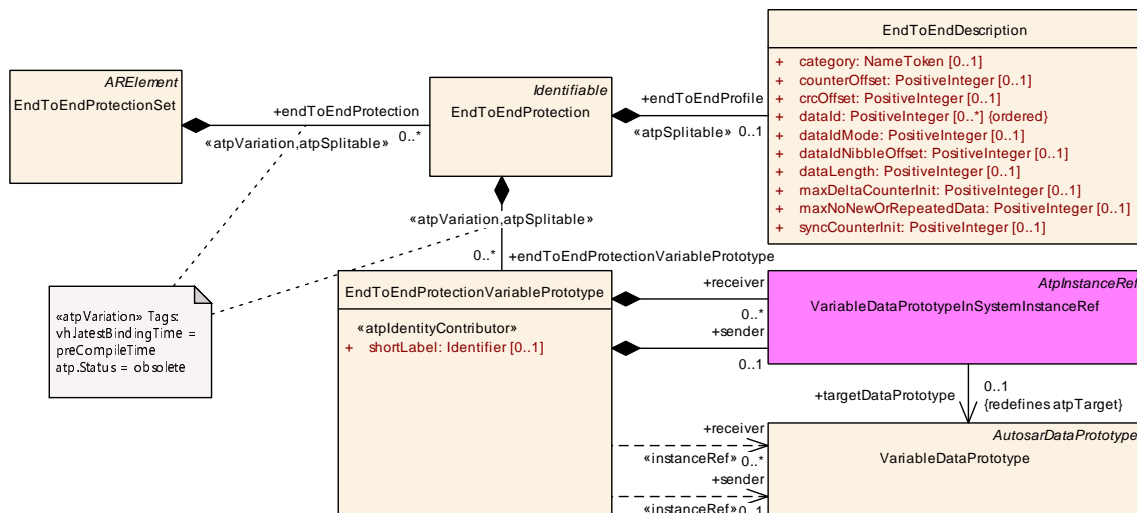 EndToEndDescription
+ category: NameToken [0..1]
+ counterOffset: PositiveInteger [0..1]
+ crcOffset: PositiveInteger [0..1]
+ dataId: PositiveInteger [0..*] {ordered}
+ dataIdMode: PositiveInteger [0..1]
+ dataIdNibbleOffset: PositiveInteger [0..1]
+ dataLength: PositiveInteger [0..1]
+ maxDeltaCounterInit: PositiveInteger [0..1]
+ maxNoNewOrRepeatedData: PositiveInteger [0..1]
+ syncCounterInit: PositiveInteger [0..1]
ARElement
EndToEndProtectionSet
+endToEndProtection
«atpVariation,atpSplitable»
0..*
Identifiable
EndToEndProtection
+endToEndProfile
«atpSplitable»
0..1
«atpVariation,atpSplitable»
0..*
+endToEndProtectionVariablePrototype
«atpVariation» Tags:
vh.latestBindingTime =
preCompileTime
atp.Status = obsolete
EndToEndProtectionVariablePrototype
«atpIdentityContributor»
+ shortLabel: Identifier [0..1]
+receiver
0..*
+sender
0..1
AtpInstanceRef
VariableDataPrototypeInSystemInstanceRef
+targetDataPrototype
0..1
{redefines atpTarget}
+receiver
«instanceRef»
0..*
+sender
«instanceRef»
0..1
AutosarDataPrototype
VariableDataPrototype